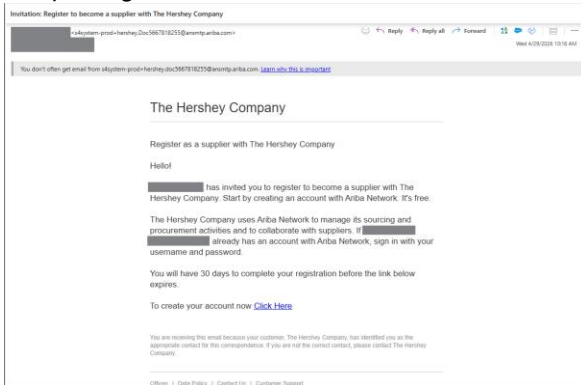 Invitation: Register to become a supplier with The Hershey Company
<s4system-prod+hershey.Doc5667818255@ansmtp.ariba.com>
Reply Reply all Forward
Wed 4/29/2026 10:16 AM
You don't often get email from s4system-prod+hershey.doc5667818255@ansmtp.ariba.com. Learn why this is important
The Hershey Company
Register as a supplier with The Hershey Company
Hello!
has invited you to register to become a supplier with The
Hershey Company. Start by creating an account with Ariba Network. It's free.
The Hershey Company uses Ariba Network to manage its sourcing and
procurement activities and to collaborate with suppliers. If
already has an account with Ariba Network, sign in with your
username and password.
You will have 30 days to complete your registration before the link below
expires.
To create your account now Click Here
You are receiving this email because your customer, The Hershey Company, has identified you as the
appropriate contact for this correspondence. If you are not the correct contact, please contact The Hershey
Company.
Offices | Data Policy | Contact Us | Customer Support